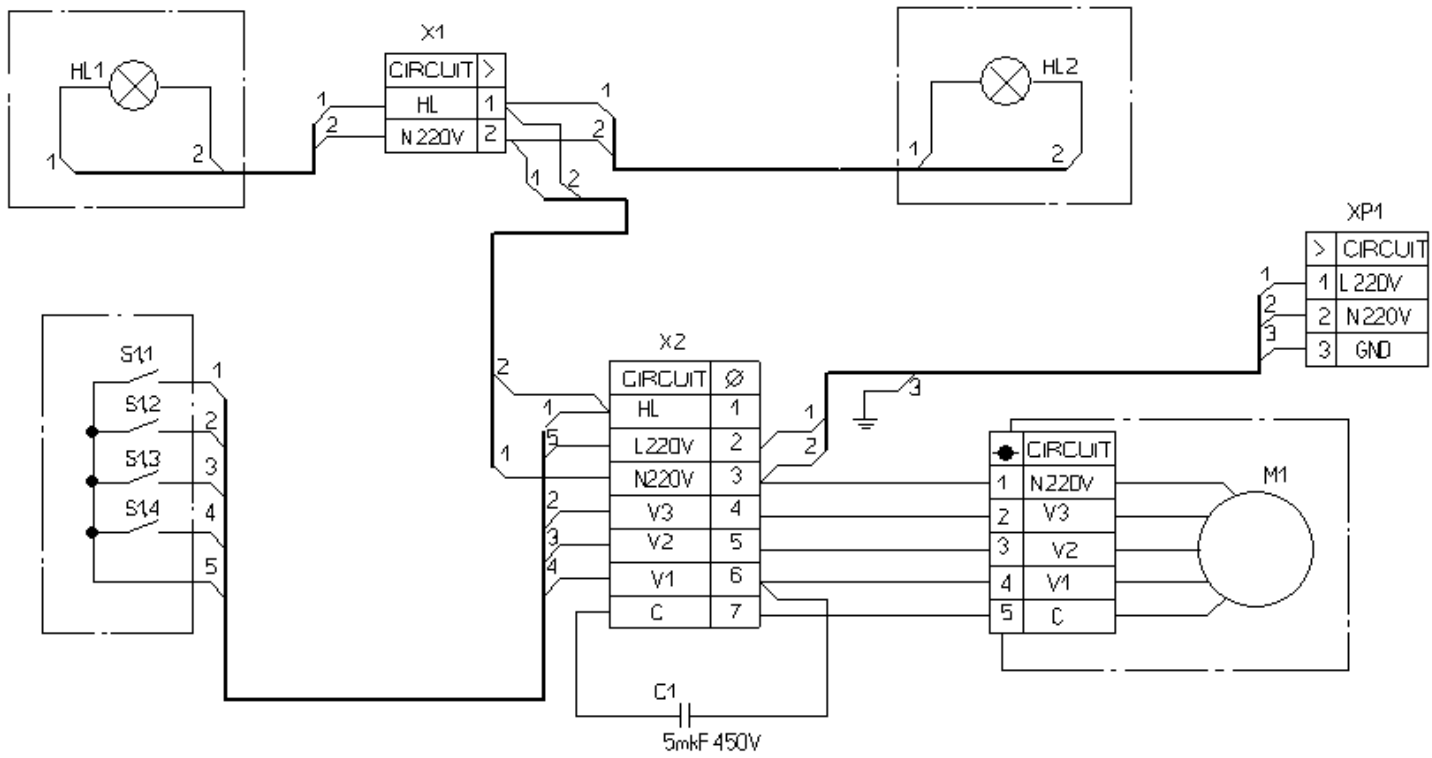 X1
CIRCUIT >
HL 1
N220V 2
HL1
1 2
1 2
1 2
1 2
HL2
1 2
XP1
> CIRCUIT
1 L220V
2 N220V
3 GND
1
2
3
3
S1,1 1
S1,2 2
S1,3 3
S1,4 4
5
X2
CIRCUIT Ø
HL 1
L220V 2
N220V 3
V3 4
V2 5
V1 6
C 7
2
1
5
1
2
3
4
1
2
CIRCUIT
1 N220V
2 V3
3 V2
4 V1
5 C
M1
C1
5mkF 450V